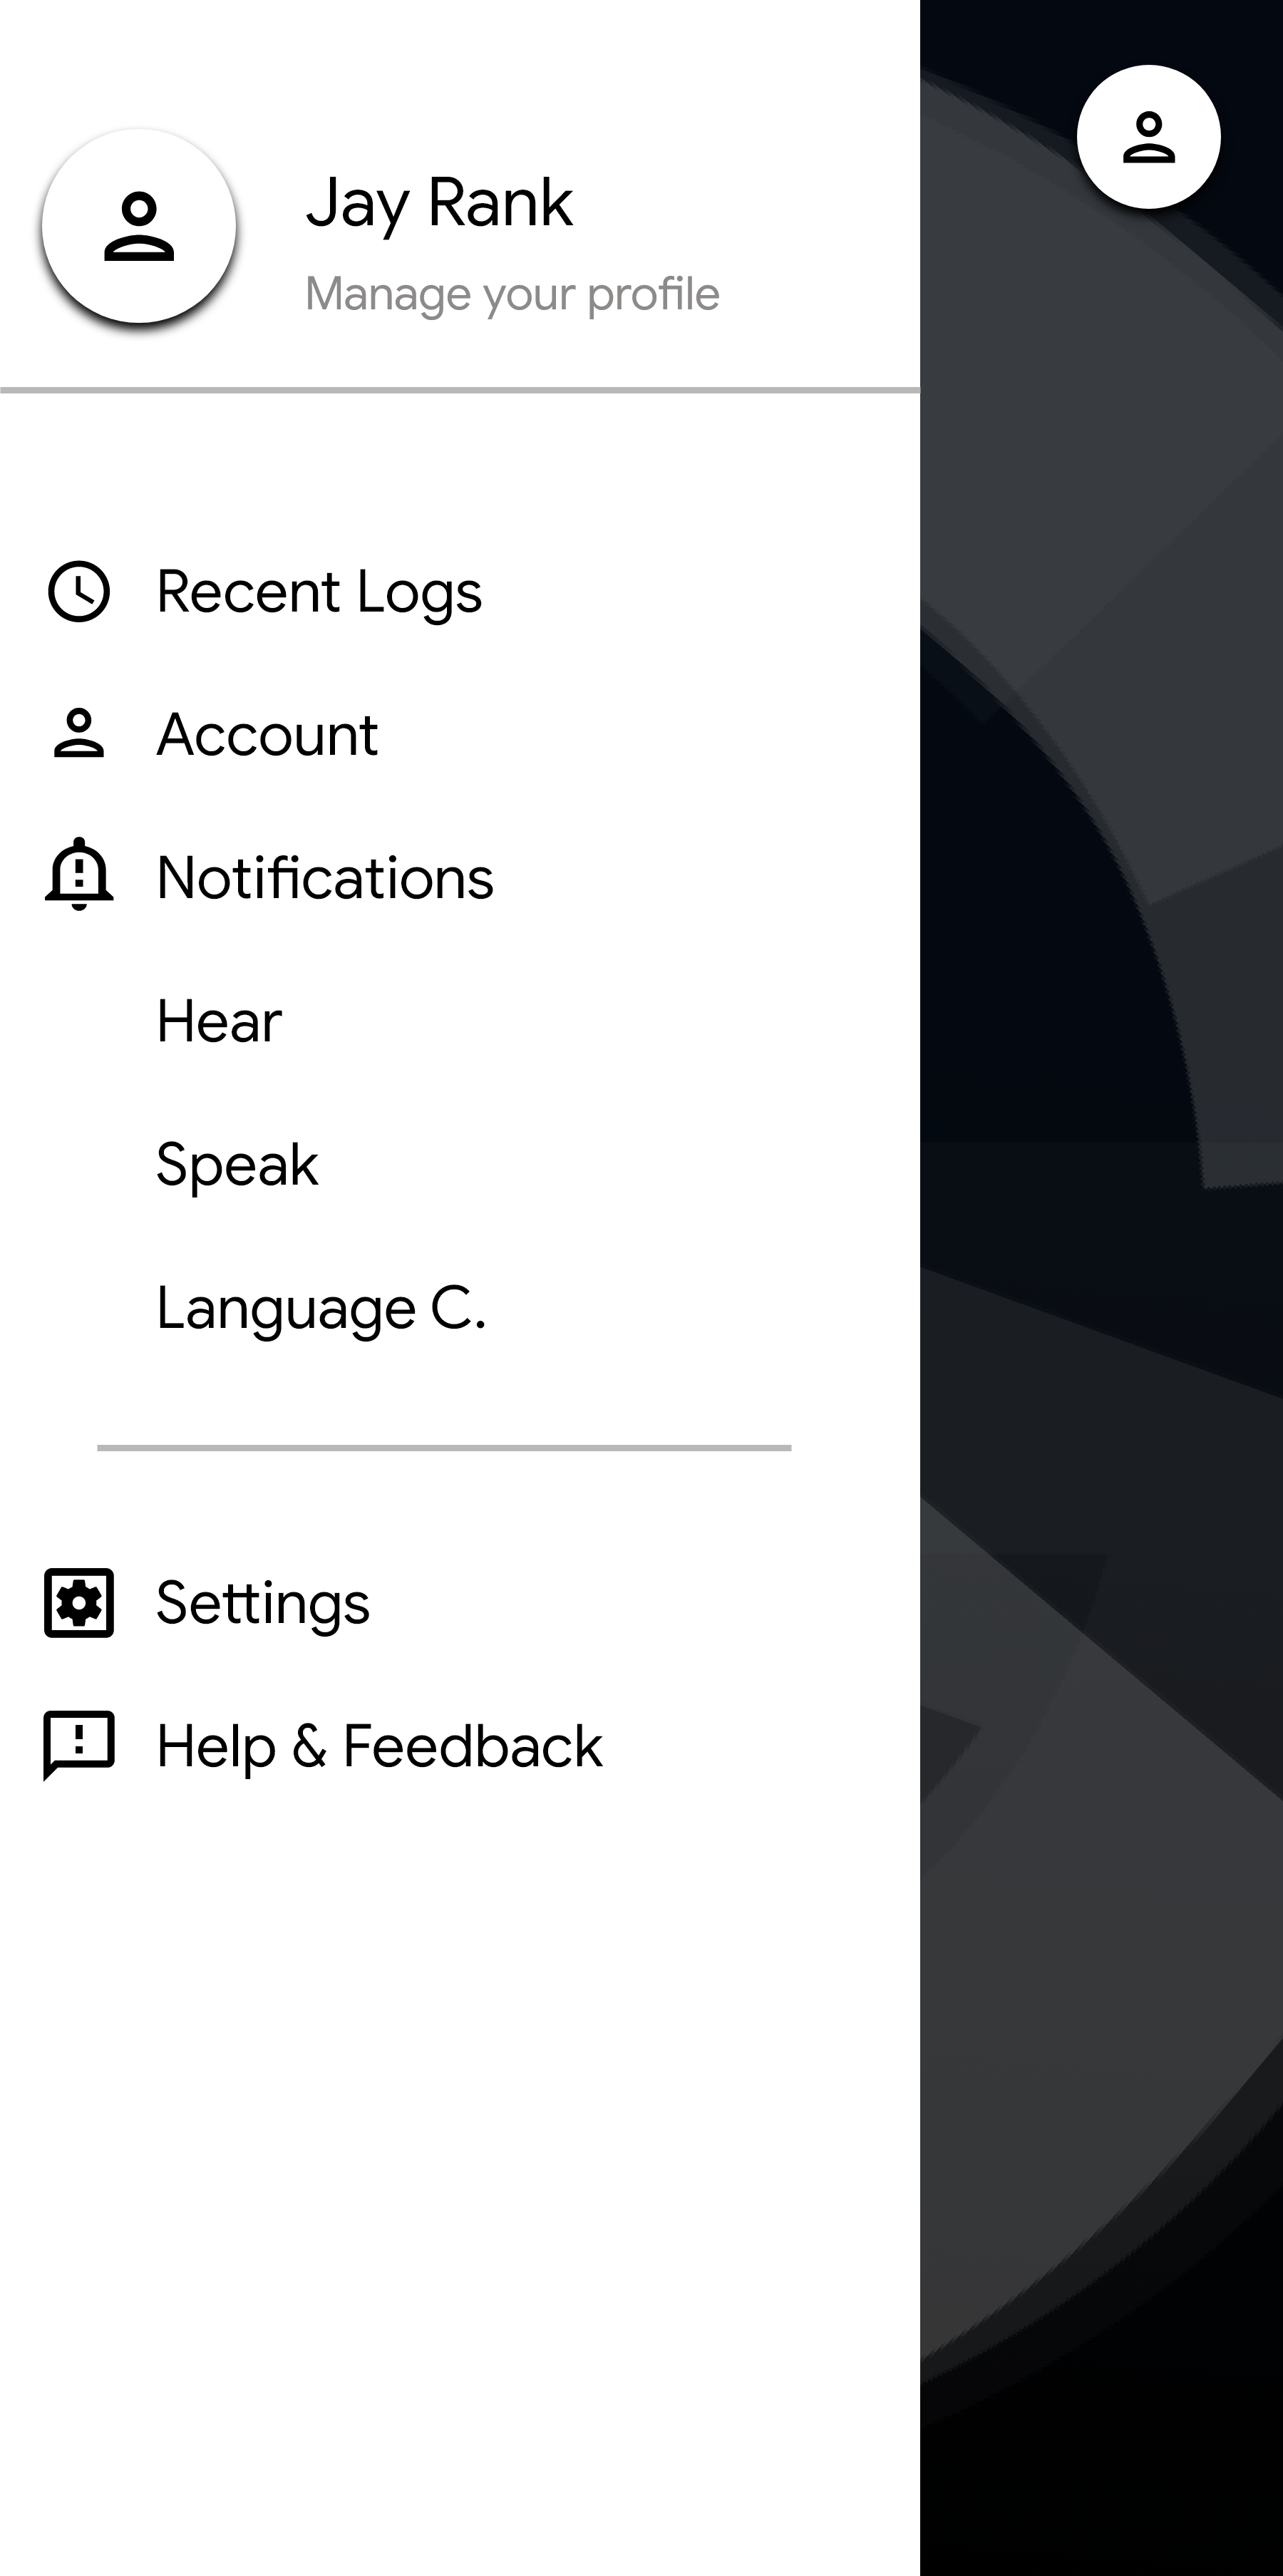 Jay Rank
Manage your profile
Recent Logs
Account
Notifications
Hear
Speak
Language C.
Settings
Help & Feedback